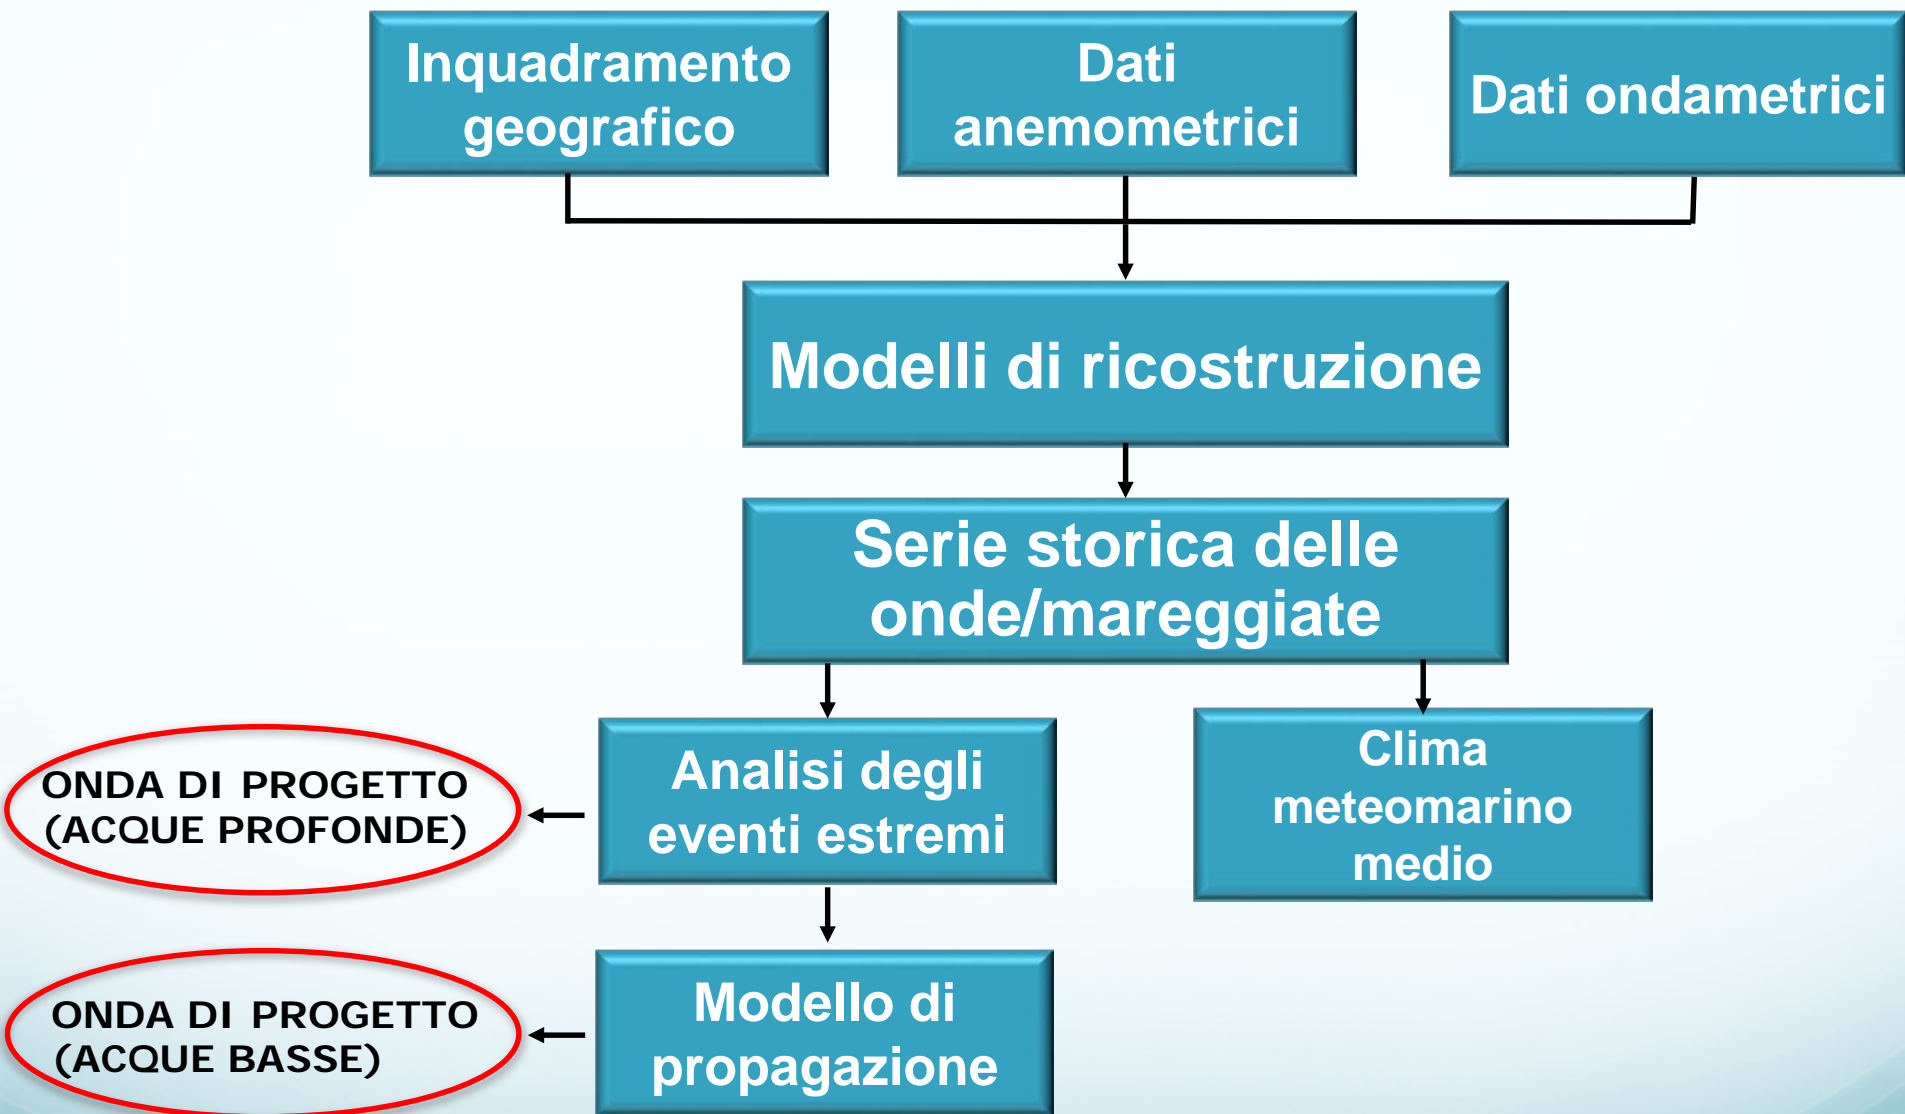 Inquadramento
geografico
Dati
anemometrici
Dati ondametrici
Modelli di ricostruzione
Serie storica delle
onde/mareggiate
Analisi degli
eventi estremi
Clima
meteomarino
medio
ONDA DI PROGETTO
(ACQUE PROFONDE)
Modello di
propagazione
ONDA DI PROGETTO
(ACQUE BASSE)